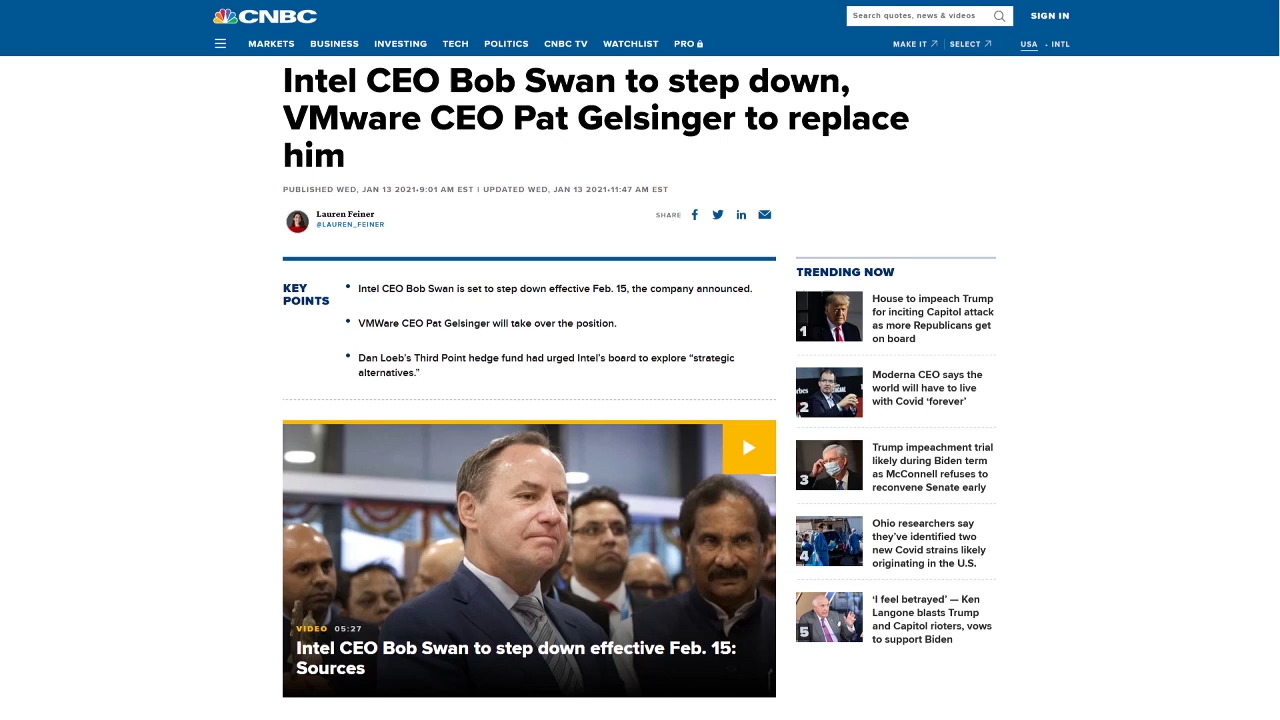 CNBC
Search quotes, news & videos
SIGN IN
MARKETS BUSINESS INVESTING TECH POLITICS CNBC TV WATCHLIST PRO
MAKE IT SELECT USA • INTL
Intel CEO Bob Swan to step down,
VMware CEO Pat Gelsinger to replace
him
PUBLISHED WED, JAN 13 2021•9:01 AM EST | UPDATED WED, JAN 13 2021•11:47 AM EST
Lauren Feiner
@LAUREN_FEINER
SHARE
KEY
POINTS
• Intel CEO Bob Swan is set to step down effective Feb. 15, the company announced.
• VMWare CEO Pat Gelsinger will take over the position.
• Dan Loeb’s Third Point hedge fund had urged Intel’s board to explore “strategic
alternatives.”
VIDEO 05:27
Intel CEO Bob Swan to step down effective Feb. 15:
Sources
TRENDING NOW
1
House to impeach Trump
for inciting Capitol attack
as more Republicans get
on board
2
Moderna CEO says the
world will have to live
with Covid ‘forever’
3
Trump impeachment trial
likely during Biden term
as McConnell refuses to
reconvene Senate early
4
Ohio researchers say
they’ve identified two
new Covid strains likely
originating in the U.S.
5
‘I feel betrayed’ — Ken
Langone blasts Trump
and Capitol rioters, vows
to support Biden